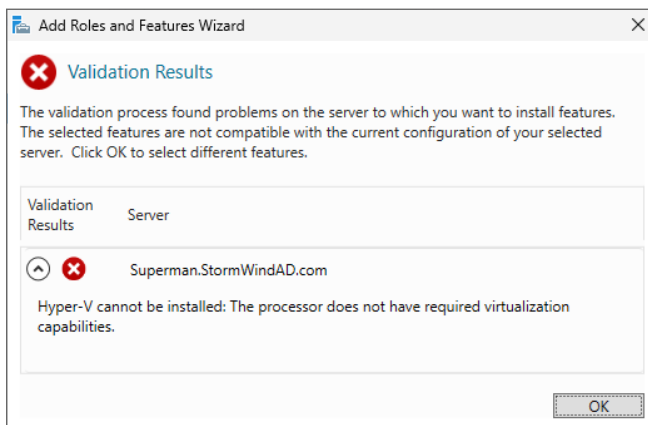 Add Roles and Features Wizard
Validation Results
The validation process found problems on the server to which you want to install features.
The selected features are not compatible with the current configuration of your selected
server.  Click OK to select different features.
Validation
Results
Server
Superman.StormWindAD.com
Hyper-V cannot be installed: The processor does not have required virtualization
capabilities.
OK